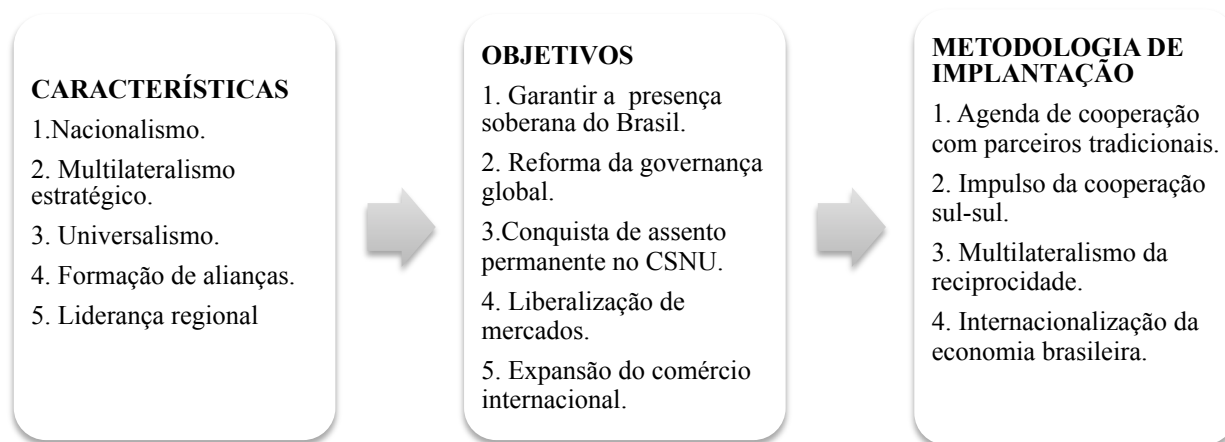 CARACTERÍSTICAS
1.Nacionalismo.
2. Multilateralismo
estratégico.
3. Universalismo.
4. Formação de alianças.
5. Liderança regional
OBJETIVOS
1. Garantir a presença
soberana do Brasil.
2. Reforma da governança
global.
3.Conquista de assento
permanente no CSNU.
4. Liberalização de
mercados.
5. Expansão do comércio
internacional.
METODOLOGIA DE
IMPLANTAÇÃO
1. Agenda de cooperação
com parceiros tradicionais.
2. Impulso da cooperação
sul-sul.
3. Multilateralismo da
reciprocidade.
4. Internacionalização da
economia brasileira.